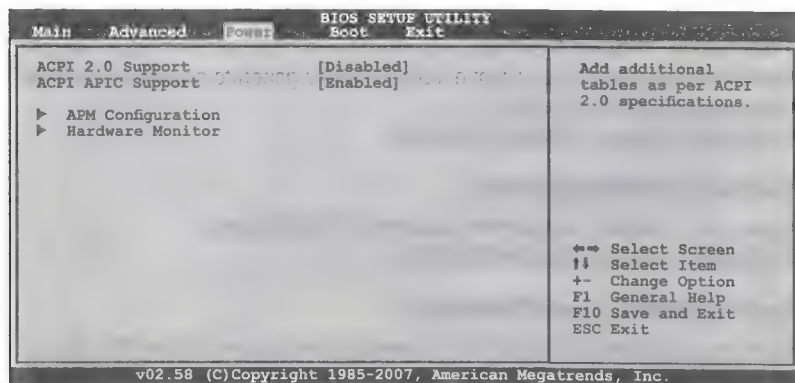 BIOS SETUP UTILITY
Main Advanced Power Boot Exit
ACPI 2.0 Support [Disabled]
ACPI APIC Support [Enabled]
▶ APM Configuration
▶ Hardware Monitor
Add additional
tables as per ACPI
2.0 specifications.
←→ Select Screen
↑↓ Select Item
+- Change Option
F1 General Help
F10 Save and Exit
ESC Exit
v02.58 (C)Copyright 1985-2007, American Megatrends, Inc.